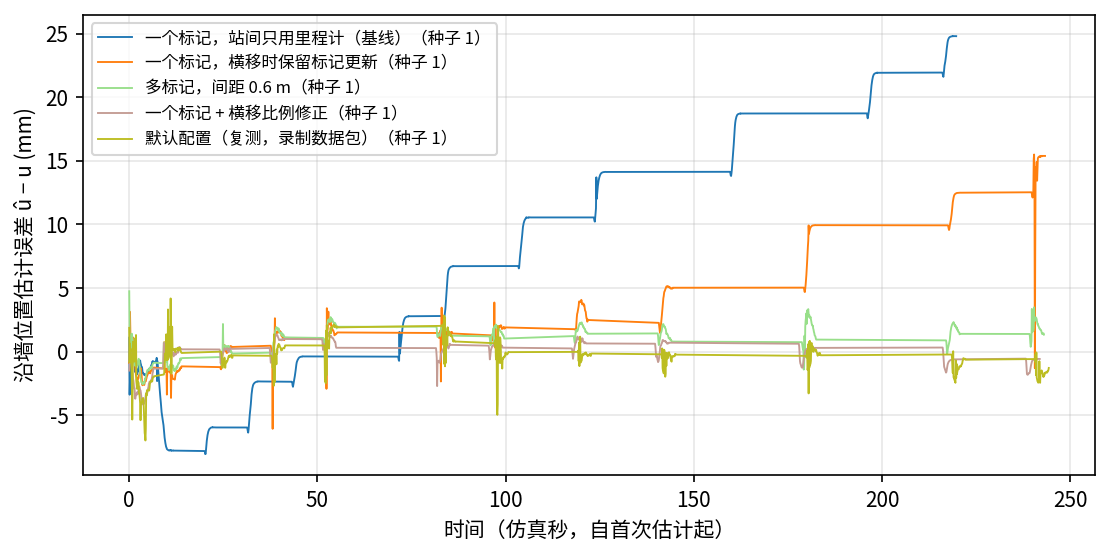 25
20
15
10
5
0
-5
沿墙位置估计误差 û − u (mm)
一个标记，站间只用里程计（基线）（种子 1）
一个标记，横移时保留标记更新（种子 1）
多标记，间距 0.6 m（种子 1）
一个标记 + 横移比例修正（种子 1）
默认配置（复测，录制数据包）（种子 1）
0 50 100 150 200 250
时间（仿真秒，自首次估计起）